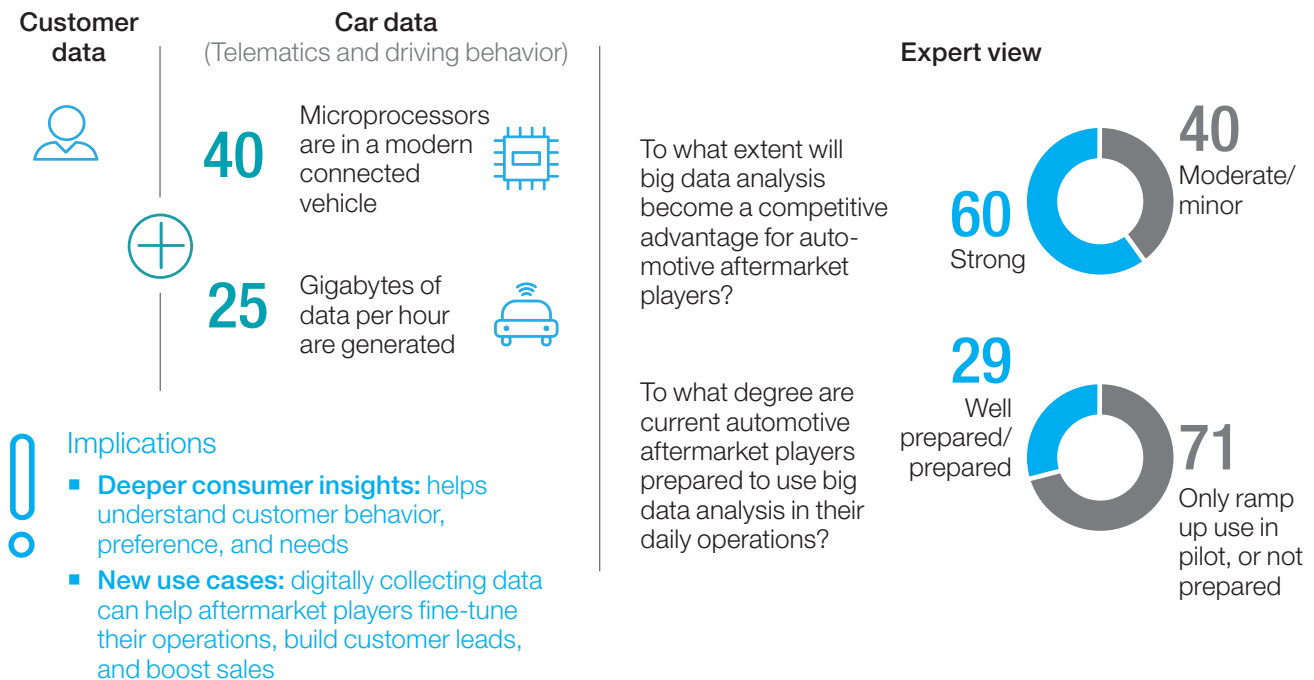 Customer
data
Car data
(Telematics and driving behavior)
40
Microprocessors
are in a modern
connected
vehicle
25
Gigabytes of
data per hour
are generated
Implications
▪ Deeper consumer insights: helps
understand customer behavior,
preference, and needs
▪ New use cases: digitally collecting data
can help aftermarket players fine-tune
their operations, build customer leads,
and boost sales
Expert view
To what extent will
big data analysis
become a competitive
advantage for auto-
motive aftermarket
players?
60
Strong
40
Moderate/
minor
To what degree are
current automotive
aftermarket players
prepared to use big
data analysis in their
daily operations?
29
Well
prepared/
prepared
71
Only ramp
up use in
pilot, or not
prepared